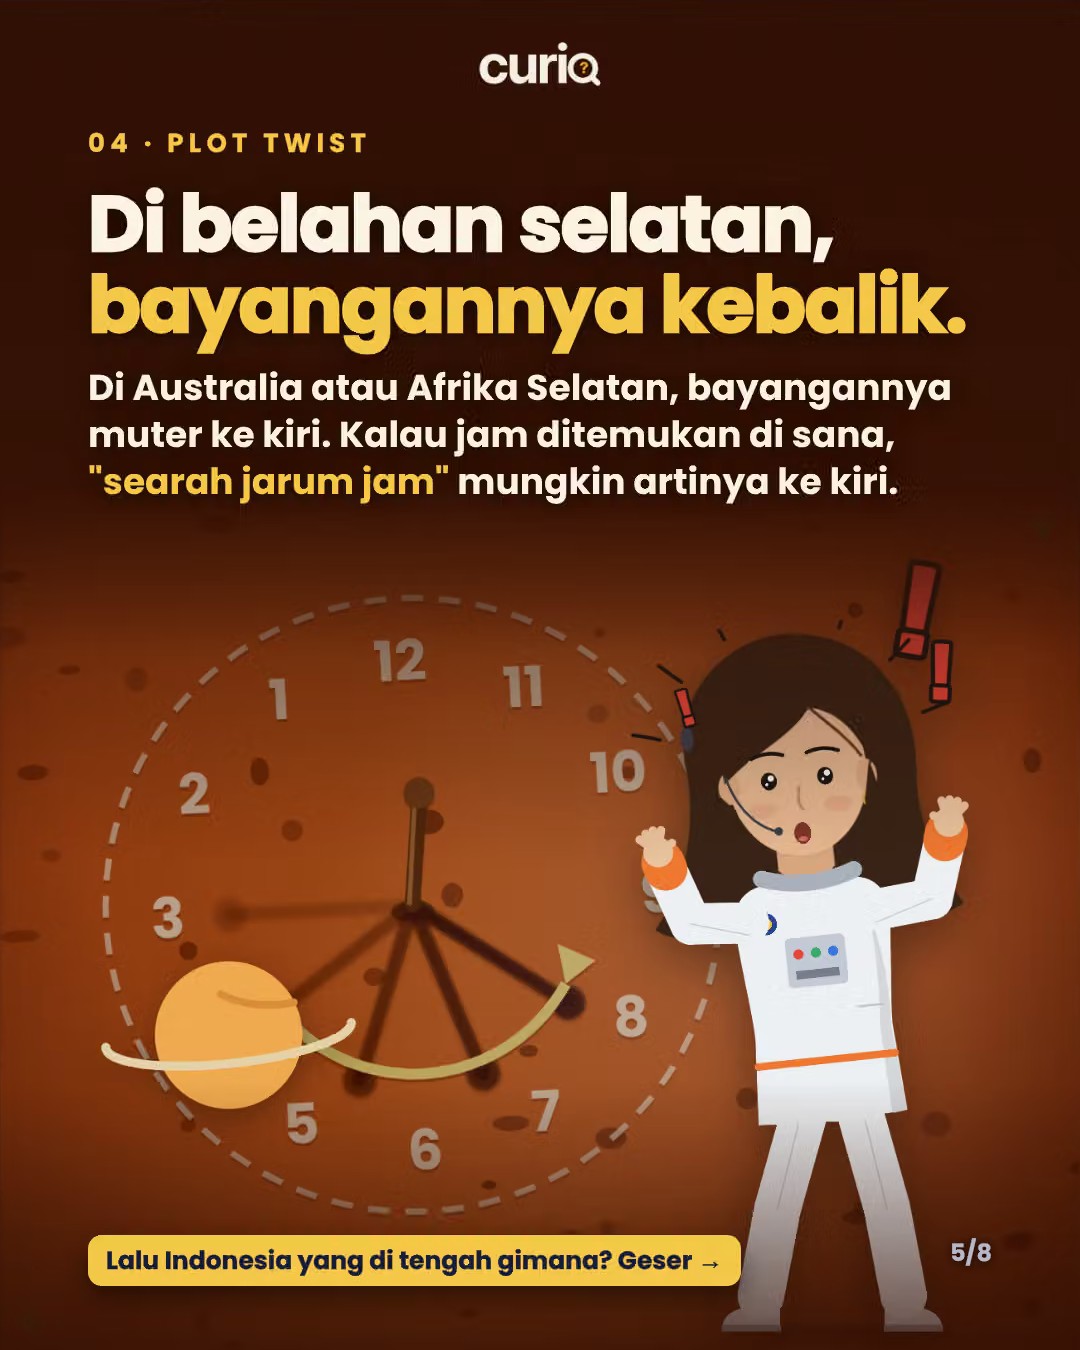 curio
04 · PLOT TWIST
Di belahan selatan,
bayangannya kebalik.
Di Australia atau Afrika Selatan, bayangannya
muter ke kiri. Kalau jam ditemukan di sana,
"searah jarum jam" mungkin artinya ke kiri.
12
1
11
2
10
3
9
8
5
7
6
Lalu Indonesia yang di tengah gimana? Geser →
5/8